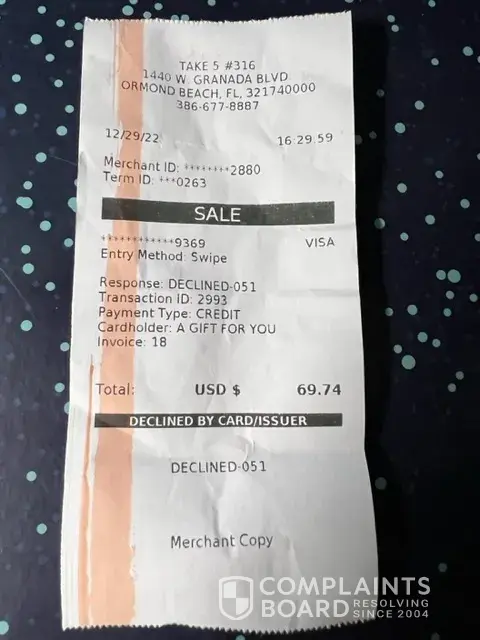 TAKE 5 #316
1440 W. GRANADA BLVD
ORMOND BEACH, FL, 321740000
386-677-8887
12/29/22 16:29.59
Merchant ID: ********2880
Term ID: ***0263
SALE
************9369 VISA
Entry Method: Swipe
Response: DECLINED-051
Transaction ID: 2993
Payment Type: CREDIT
Cardholder: A GIFT FOR YOU
Invoice: 18
Total: USD $ 69.74
DECLINED BY CARD/ISSUER
DECLINED-051
Merchant Copy
COMPLAINTS
BOARD RESOLVING
SINCE 2004